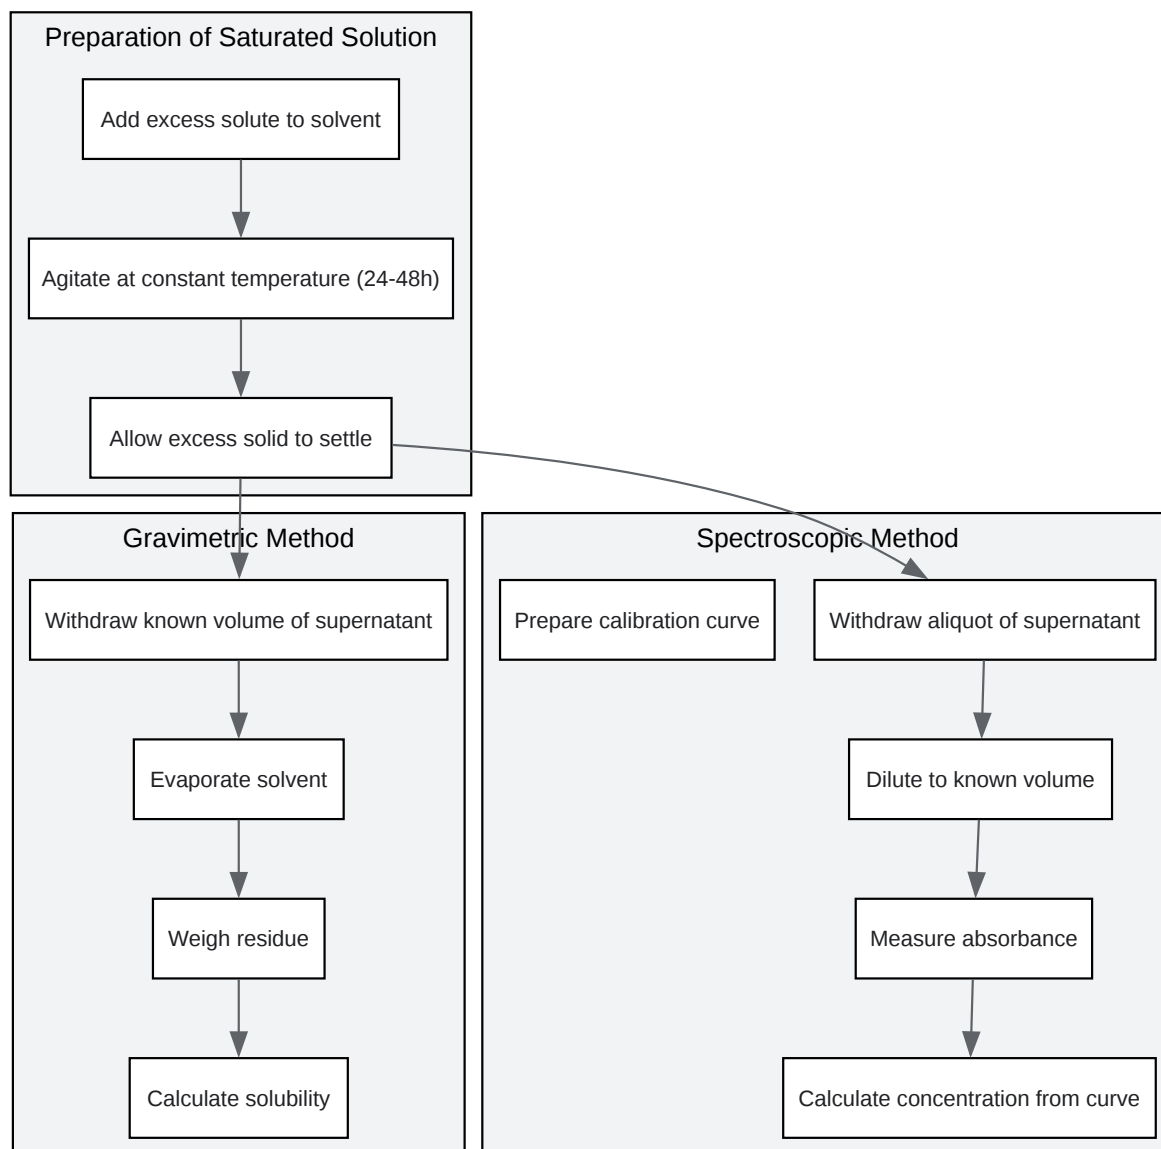 Preparation of Saturated Solution
Add excess solute to solvent
Agitate at constant temperature (24-48h)
Allow excess solid to settle
Gravimetric Method
Withdraw known volume of supernatant
Evaporate solvent
Weigh residue
Calculate solubility
Spectroscopic Method
Prepare calibration curve
Withdraw aliquot of supernatant
Dilute to known volume
Measure absorbance
Calculate concentration from curve